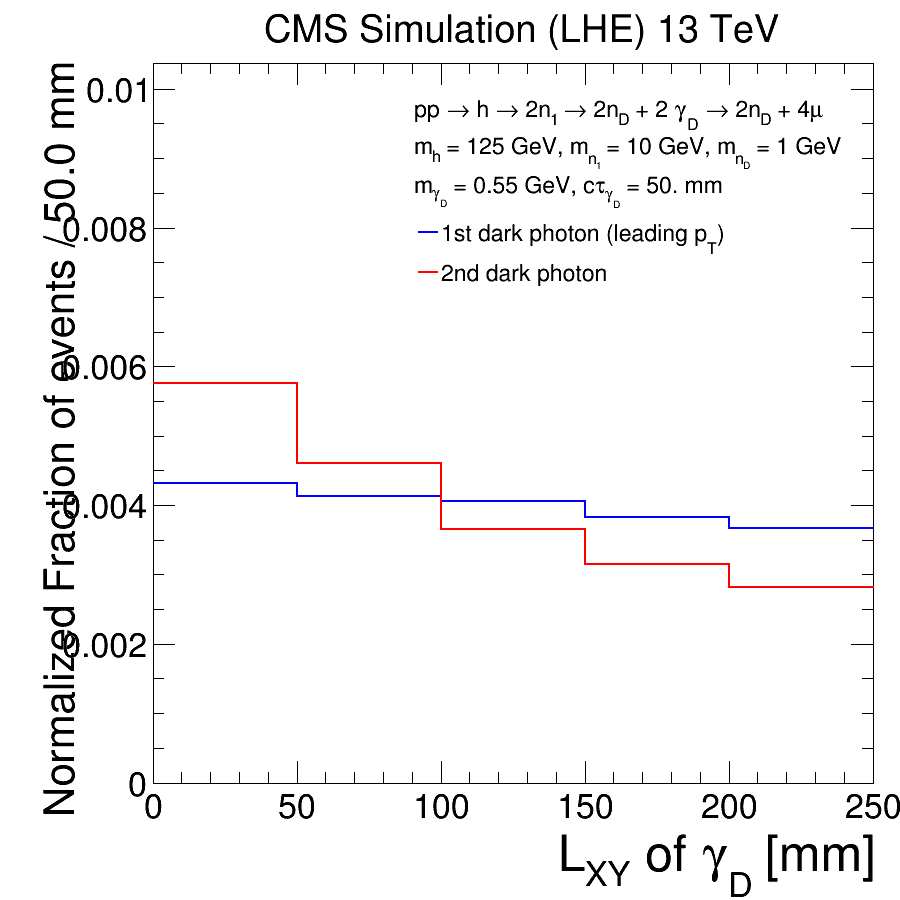 CMS Simulation (LHE) 13 TeV
Normalized Fraction of events / 50.0 mm
0.01
0.008
0.006
0.004
0.002
0
pp → h → 2n1 → 2nD + 2 γD → 2nD + 4μ
mh = 125 GeV, mn1 = 10 GeV, mnD = 1 GeV
mγD = 0.55 GeV, cτγD = 50. mm
1st dark photon (leading pT)
2nd dark photon
0 50 100 150 200 250
LXY of γD [mm]